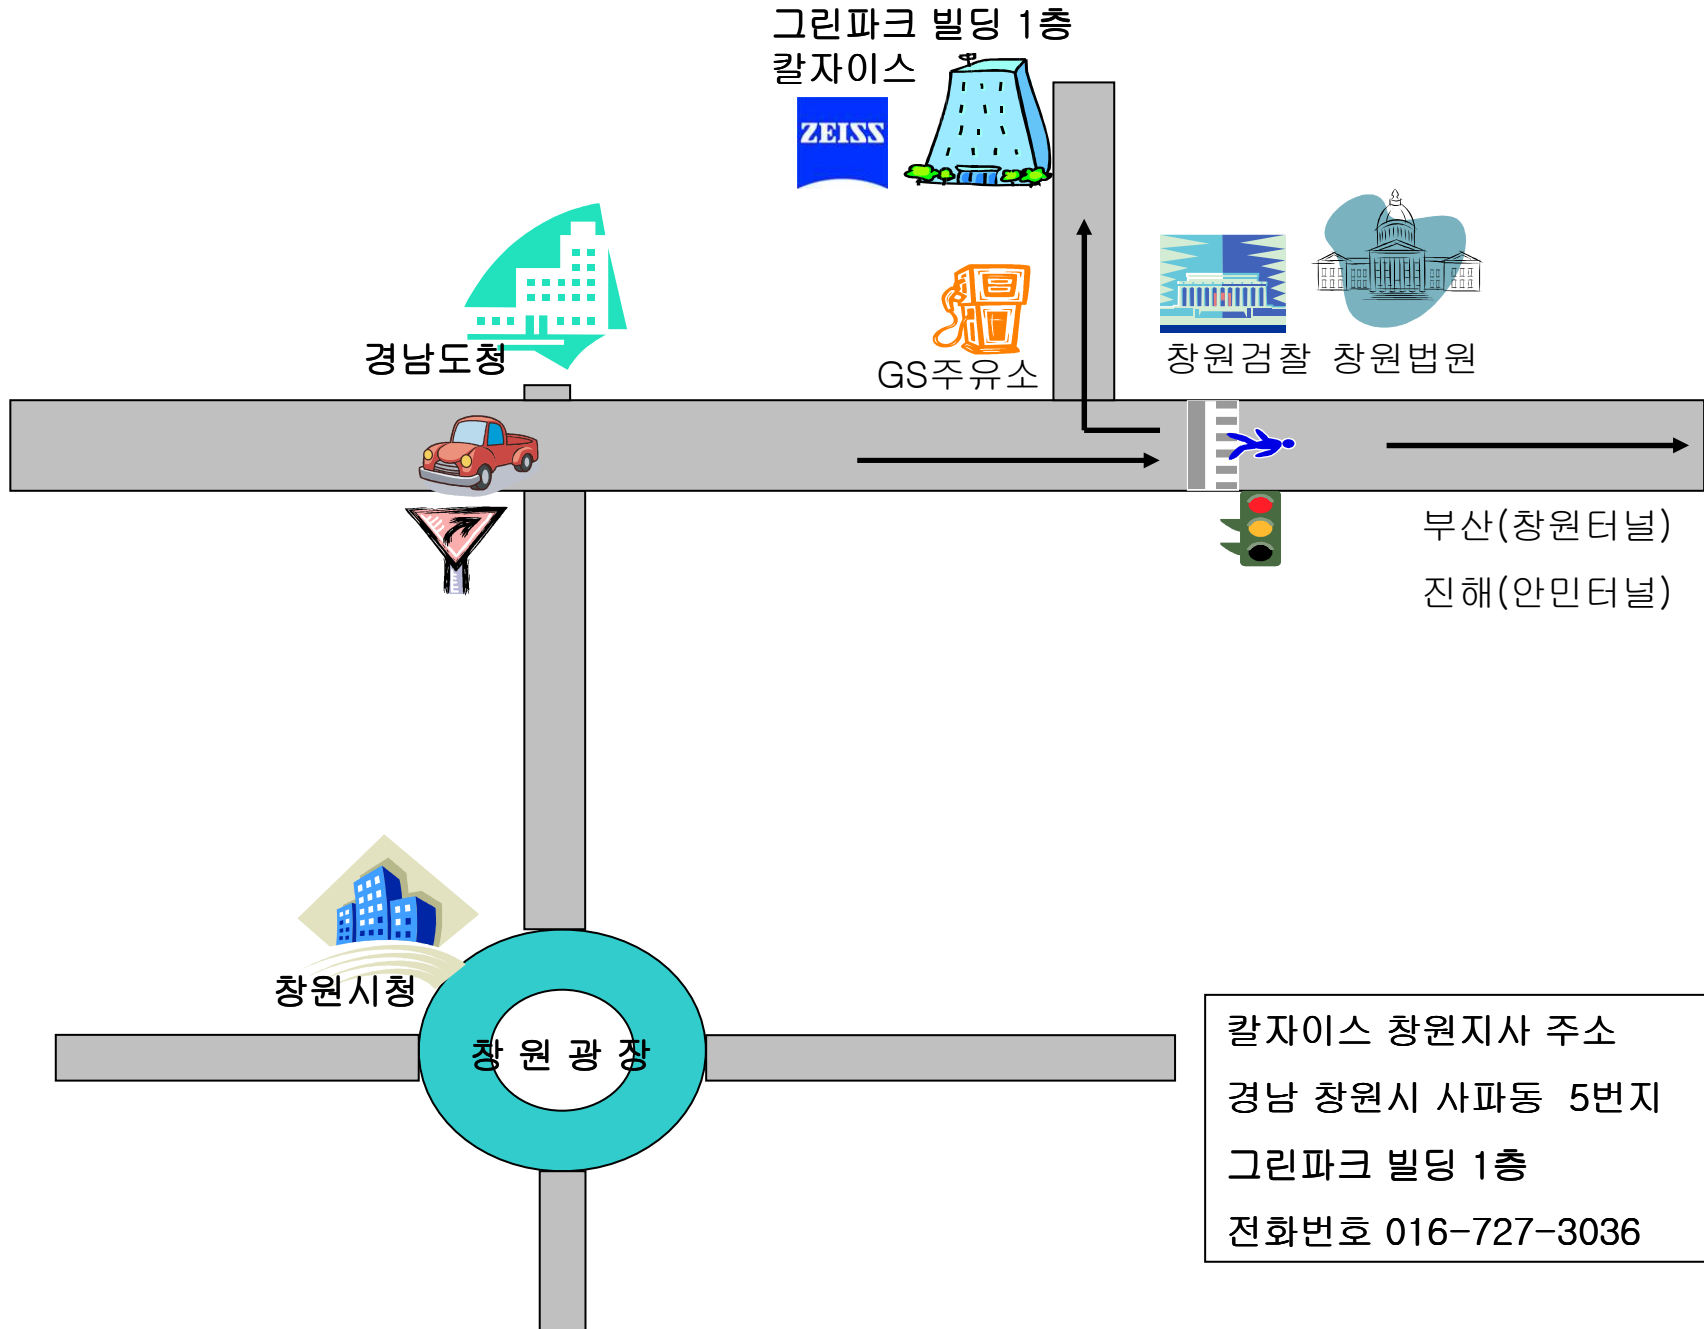 그린파크 빌딩 1층
칼자이스
ZEISS
경남도청
GS주유소
창원검찰
창원법원
부산(창원터널)
진해(안민터널)
창원시청
창 원 광 장
칼자이스 창원지사 주소
경남 창원시 사파동 5번지
그린파크 빌딩 1층
전화번호 016-727-3036